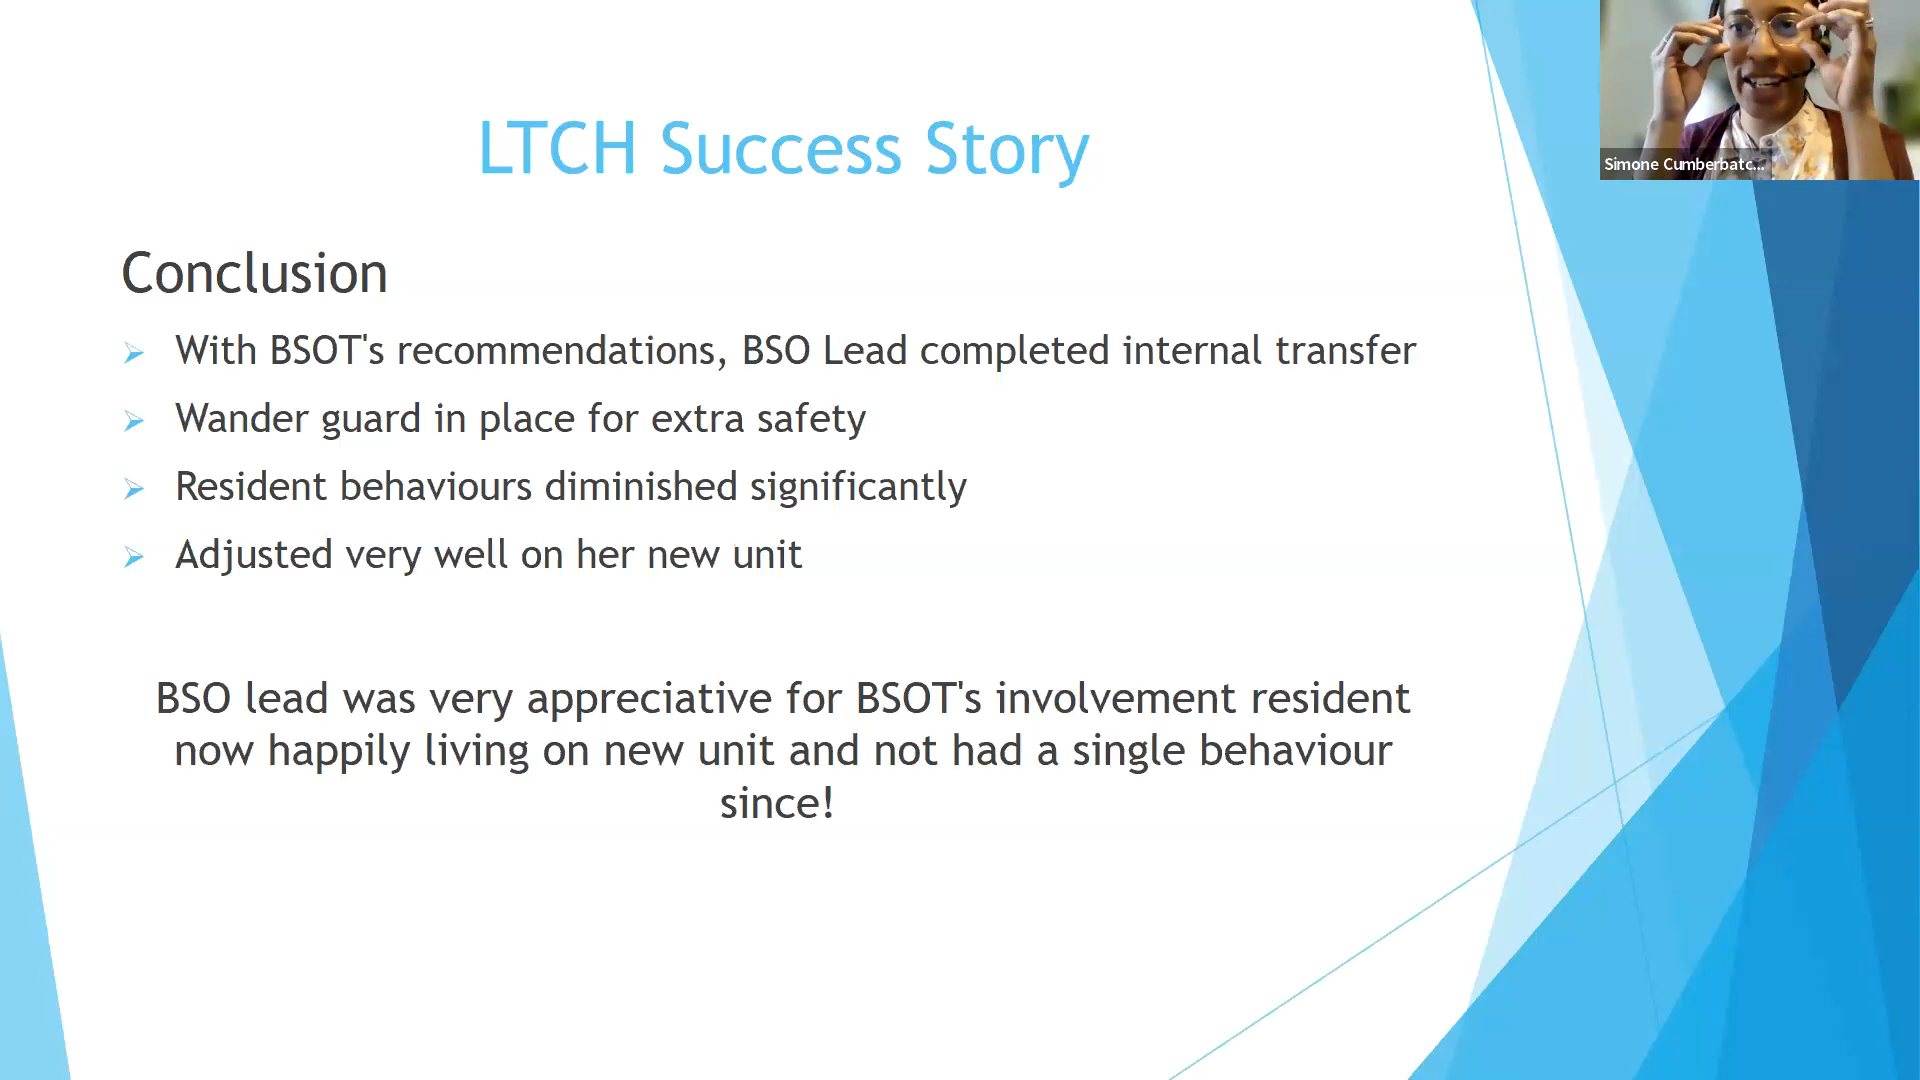 LTCH Success Story
Simone Cumberbatc...
Conclusion
With BSOT's recommendations, BSO Lead completed internal transfer
Wander guard in place for extra safety
Resident behaviours diminished significantly
Adjusted very well on her new unit
BSO lead was very appreciative for BSOT's involvement resident
now happily living on new unit and not had a single behaviour
since!